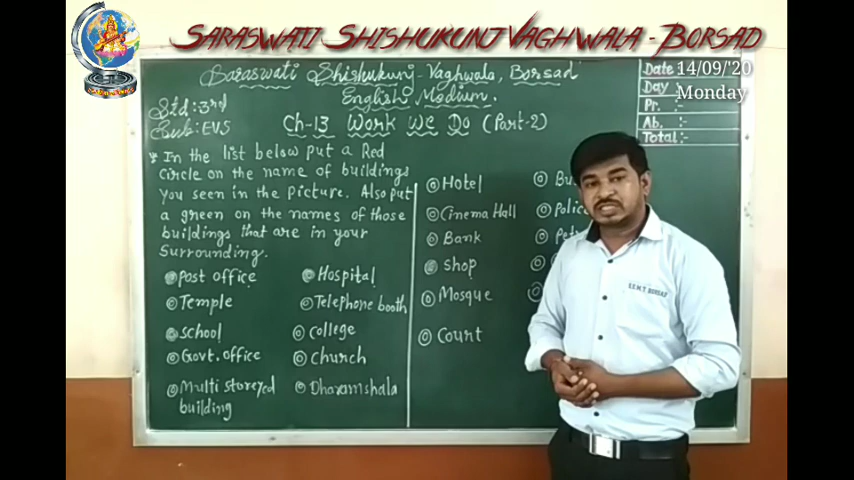 SARASWATI SHISHUKUNJ VAGHWALA - BORSAD
14/09/'20
Monday
Date
Day :-
Pr. :-
Ab. :-
Total:-
Saraswati Shishukunj - Vaghwala, Borsad
English Medium.
Std : 3rd
Sub : EVS
Ch-13 Work We Do (Part-2)
In the list below put a Red
Circle on the name of buildings
you seen in the Picture. Also put
a green on the names of those
buildings that are in your
Surrounding.
Post office
Temple
School
Govt. office
Multi storeyed
building
Hospital
Telephone booth
College
Church
Dharamshala
Hotel
Cinema Hall
Bank
Shop
Mosque
Court
S.S.M.T. BORSAD